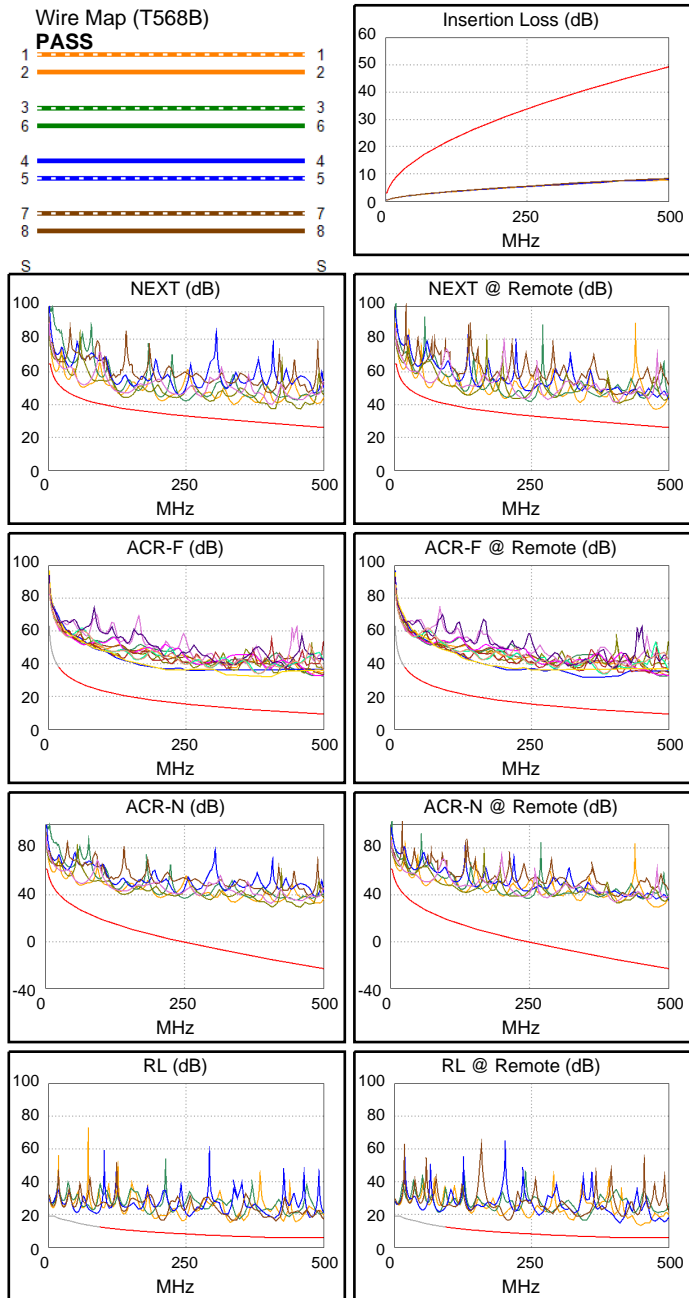 Wire Map (T568B)
PASS
1 1
2 2
3 3
6 6
4 4
5 5
7 7
8 8
S S
Insertion Loss (dB)
60
50
40
30
20
10
0
0 250 500
MHz
NEXT (dB)
100
80
60
40
20
0
0 250 500
MHz
NEXT @ Remote (dB)
100
80
60
40
20
0
0 250 500
MHz
ACR-F (dB)
100
80
60
40
20
0
0 250 500
MHz
ACR-F @ Remote (dB)
100
80
60
40
20
0
0 250 500
MHz
ACR-N (dB)
80
40
0
-40
0 250 500
MHz
ACR-N @ Remote (dB)
80
40
0
-40
0 250 500
MHz
RL (dB)
100
80
60
40
20
0
0 250 500
MHz
RL @ Remote (dB)
100
80
60
40
20
0
0 250 500
MHz